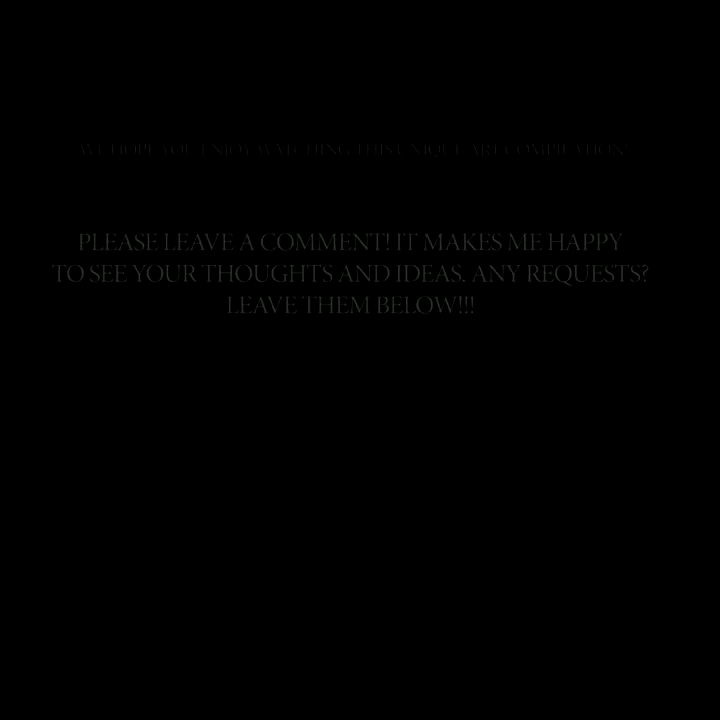 WE HOPE YOU ENJOY WATCHING THIS UNIQUE ART COMPILATION!
PLEASE LEAVE A COMMENT! IT MAKES ME HAPPY
TO SEE YOUR THOUGHTS AND IDEAS. ANY REQUESTS?
LEAVE THEM BELOW!!!